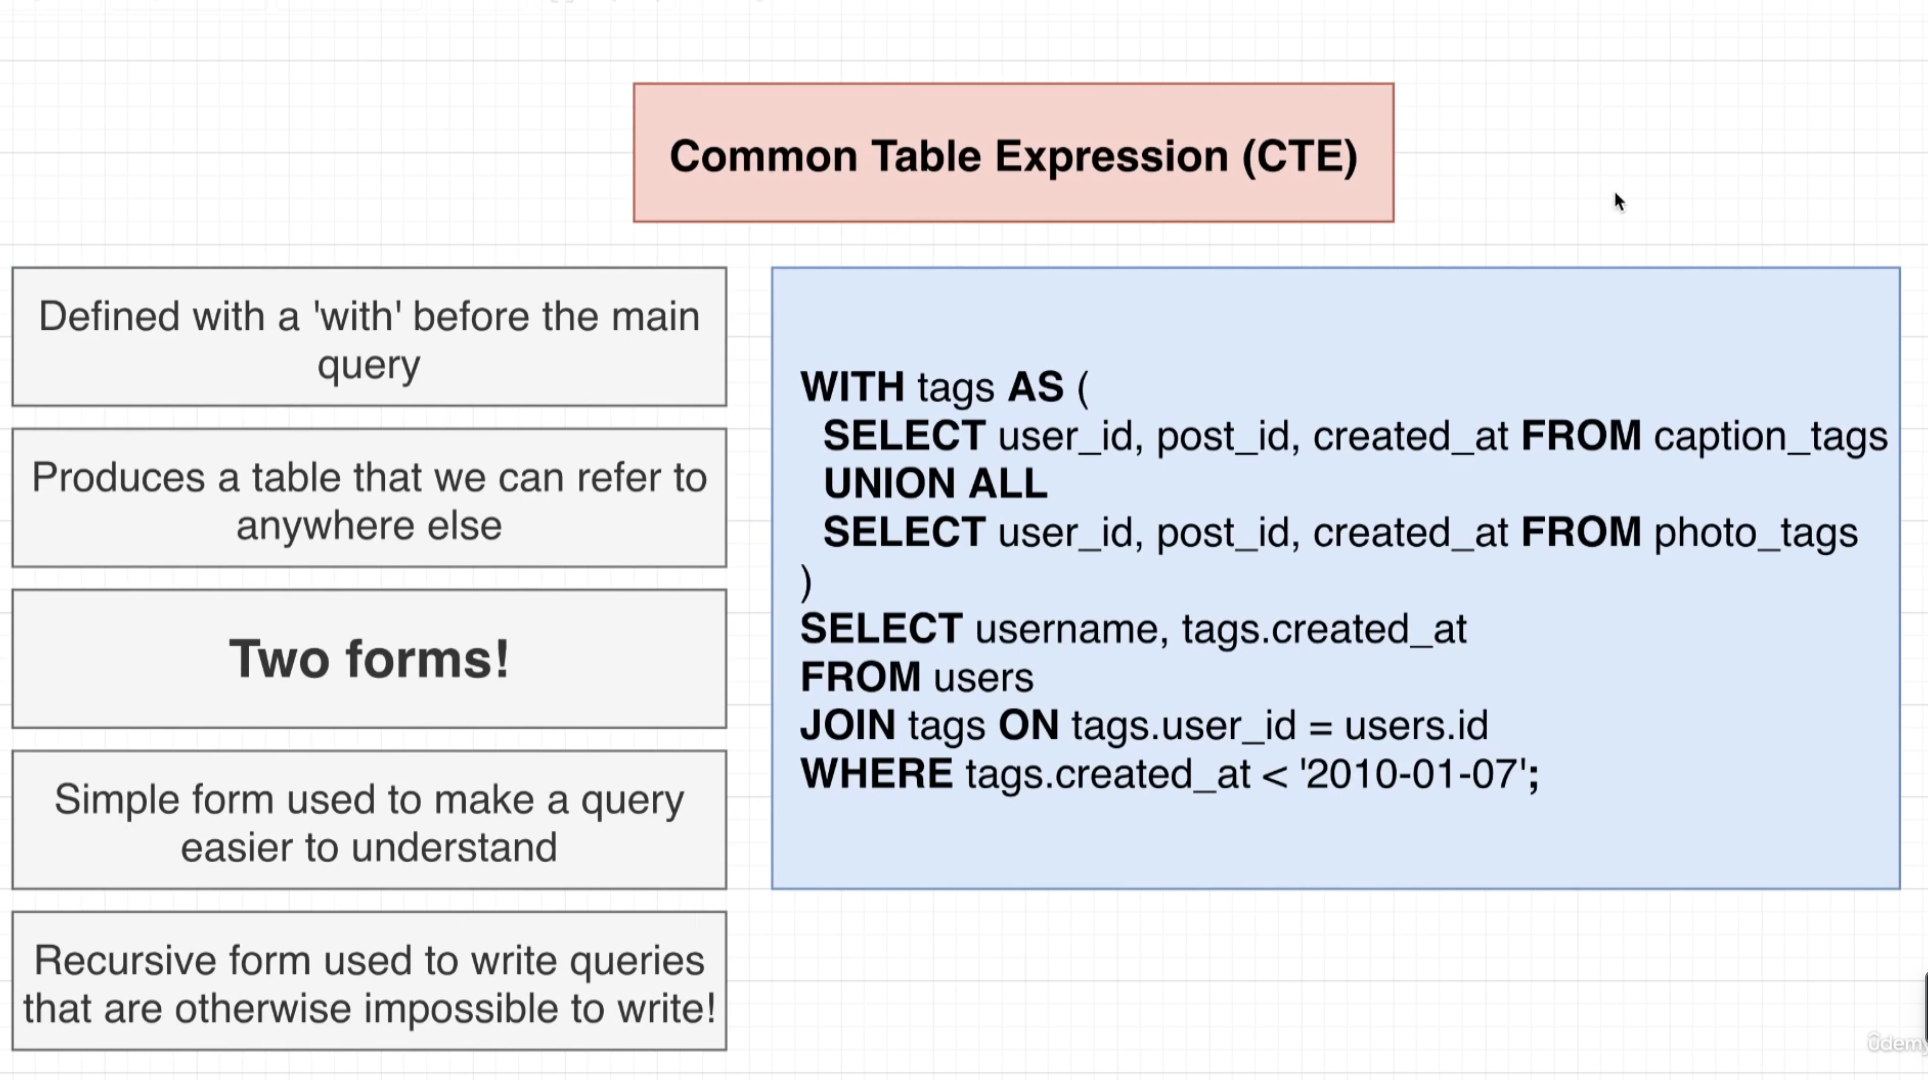 Common Table Expression (CTE)
Defined with a 'with' before the main
query
Produces a table that we can refer to
anywhere else
Two forms!
Simple form used to make a query
easier to understand
Recursive form used to write queries
that are otherwise impossible to write!
WITH tags AS (
SELECT user_id, post_id, created_at FROM caption_tags
UNION ALL
SELECT user_id, post_id, created_at FROM photo_tags
)
SELECT username, tags.created_at
FROM users
JOIN tags ON tags.user_id = users.id
WHERE tags.created_at < '2010-01-07';
ûdemy